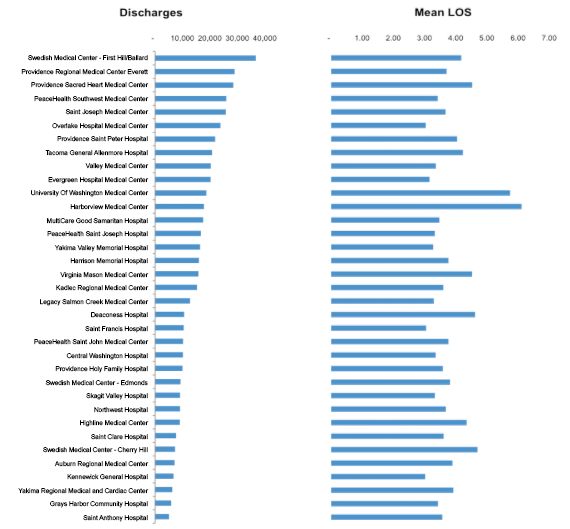 Discharges Mean LOS
- 10,000 20,000 30,000 40,000 - 1.00 2.00 3.00 4.00 5.00 6.00 7.00
Swedish Medical Center - First Hill/Ballard
Providence Regional Medical Center Everett
Providence Sacred Heart Medical Center
PeaceHealth Southwest Medical Center
Saint Joseph Medical Center
Overlake Hospital Medical Center
Providence Saint Peter Hospital
Tacoma General Allenmore Hospital
Valley Medical Center
Evergreen Hospital Medical Center
University Of Washington Medical Center
Harborview Medical Center
MultiCare Good Samaritan Hospital
PeaceHealth Saint Joseph Hospital
Yakima Valley Memorial Hospital
Harrison Memorial Hospital
Virginia Mason Medical Center
Kadlec Regional Medical Center
Legacy Salmon Creek Medical Center
Deaconess Hospital
Saint Francis Hospital
PeaceHealth Saint John Medical Center
Central Washington Hospital
Providence Holy Family Hospital
Swedish Medical Center - Edmonds
Skagit Valley Hospital
Northwest Hospital
Highline Medical Center
Saint Clare Hospital
Swedish Medical Center - Cherry Hill
Auburn Regional Medical Center
Kennewick General Hospital
Yakima Regional Medical and Cardiac Center
Grays Harbor Community Hospital
Saint Anthony Hospital